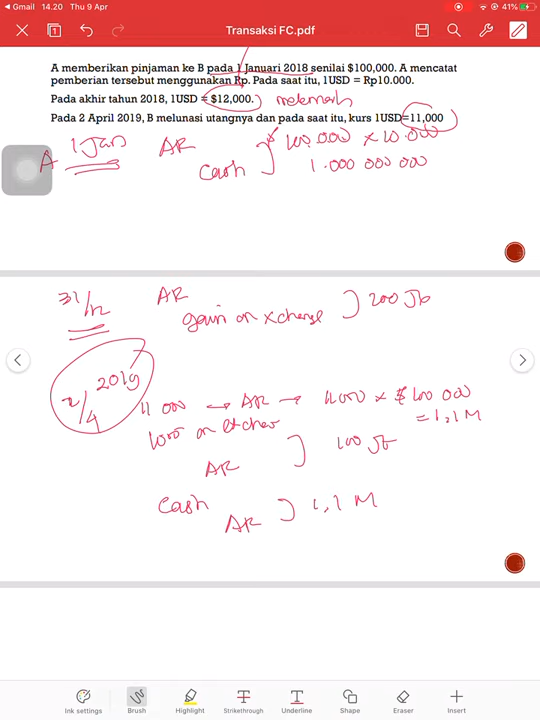 Gmail 14.20 Thu 9 Apr 41%
Transaksi FC.pdf
A memberikan pinjaman ke B pada 1 Januari 2018 senilai $100,000. A mencatat
pemberian tersebut menggunakan Rp. Pada saat itu, 1USD = Rp10.000.
Pada akhir tahun 2018, 1USD = $12,000. melemah
Pada 2 April 2019, B melunasi utangnya dan pada saat itu, kurs 1USD=11,000
A 1 Jan AR 100.000 x 10.000
cash 1.000 000 000
31/12 AR 200 Jt
gain on xchange
2/4 2019
11 000 → AR → 11.000 x $ 100 000
= 1,1 M
loss on
AR 100 Jt
cash 1,1 M
AR
Ink settings Brush Highlight Strikethrough Underline Shape Eraser Insert